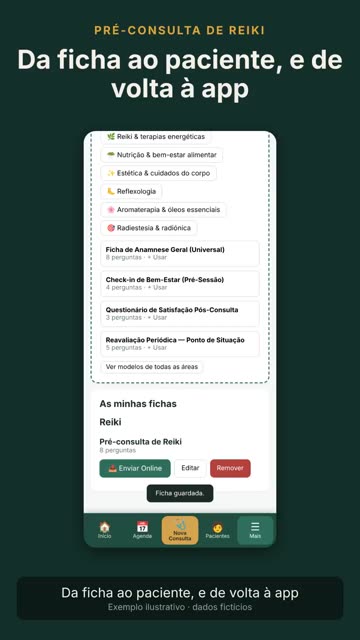 PRÉ-CONSULTA DE REIKI
Da ficha ao paciente, e de
volta à app
🌿 Reiki & terapias energéticas
🥗 Nutrição & bem-estar alimentar
✨ Estética & cuidados do corpo
🦶 Reflexologia
🌸 Aromaterapia & óleos essenciais
🎯 Radiestesia & radiónica
Ficha de Anamnese Geral (Universal)
8 perguntas · + Usar
Check-in de Bem-Estar (Pré-Sessão)
4 perguntas · + Usar
Questionário de Satisfação Pós-Consulta
3 perguntas · + Usar
Reavaliação Periódica — Ponto de Situação
5 perguntas · + Usar
Ver modelos de todas as áreas
As minhas fichas
Reiki
Pré-consulta de Reiki
8 perguntas
📤 Enviar Online
Editar
Remover
Ficha guardada.
Início
Agenda
Nova
Consulta
Pacientes
Mais
Da ficha ao paciente, e de volta à app
Exemplo ilustrativo · dados fictícios